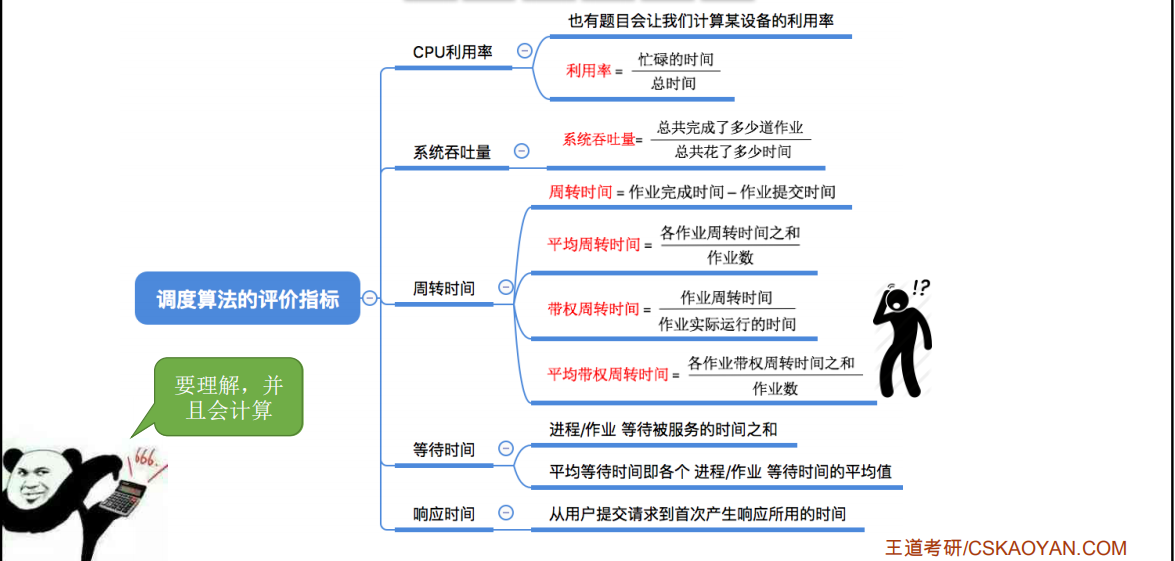 也有题目会让我们计算某设备的利用率
CPU利用率
利用率 = 忙碌的时间
总时间
系统吞吐量
系统吞吐量= 总共完成了多少道作业
总共花了多少时间
周转时间 = 作业完成时间 – 作业提交时间
平均周转时间 = 各作业周转时间之和
作业数
周转时间
调度算法的评价指标
带权周转时间 = 作业周转时间
作业实际运行的时间
平均带权周转时间 = 各作业带权周转时间之和
作业数
!?
要理解，并
且会计算
等待时间
进程/作业 等待被服务的时间之和
平均等待时间即各个 进程/作业 等待时间的平均值
666.
响应时间
从用户提交请求到首次产生响应所用的时间
王道考研/CSKAOYAN.COM